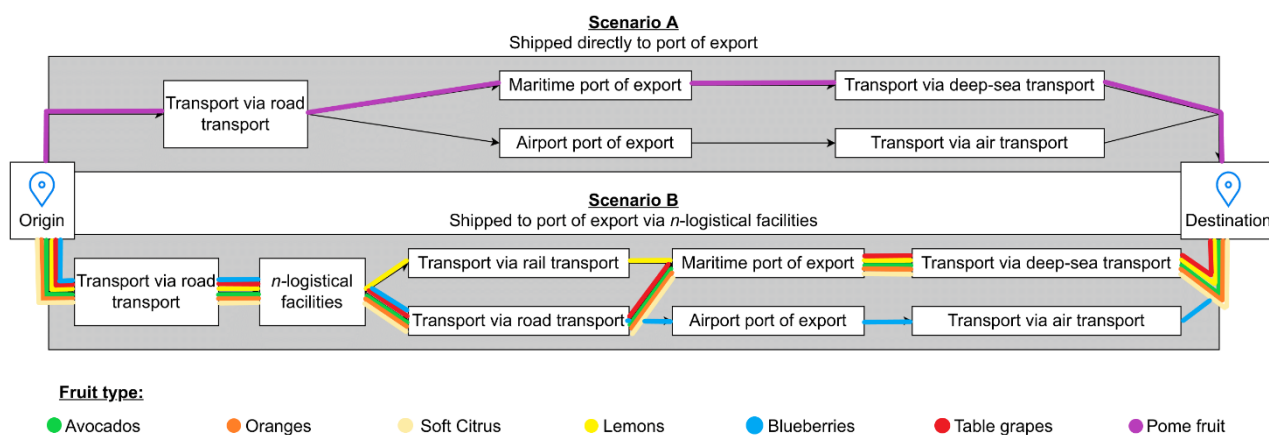 Scenario A
Shipped directly to port of export
Transport via road
transport
Maritime port of export
Transport via deep-sea transport
Airport port of export
Transport via air transport
Origin
Destination
Scenario B
Shipped to port of export via n-logistical facilities
Transport via road
transport
n-logistical
facilities
Transport via rail transport
Maritime port of export
Transport via deep-sea transport
Transport via road transport
Airport port of export
Transport via air transport
Fruit type:
Avocados
Oranges
Soft Citrus
Lemons
Blueberries
Table grapes
Pome fruit